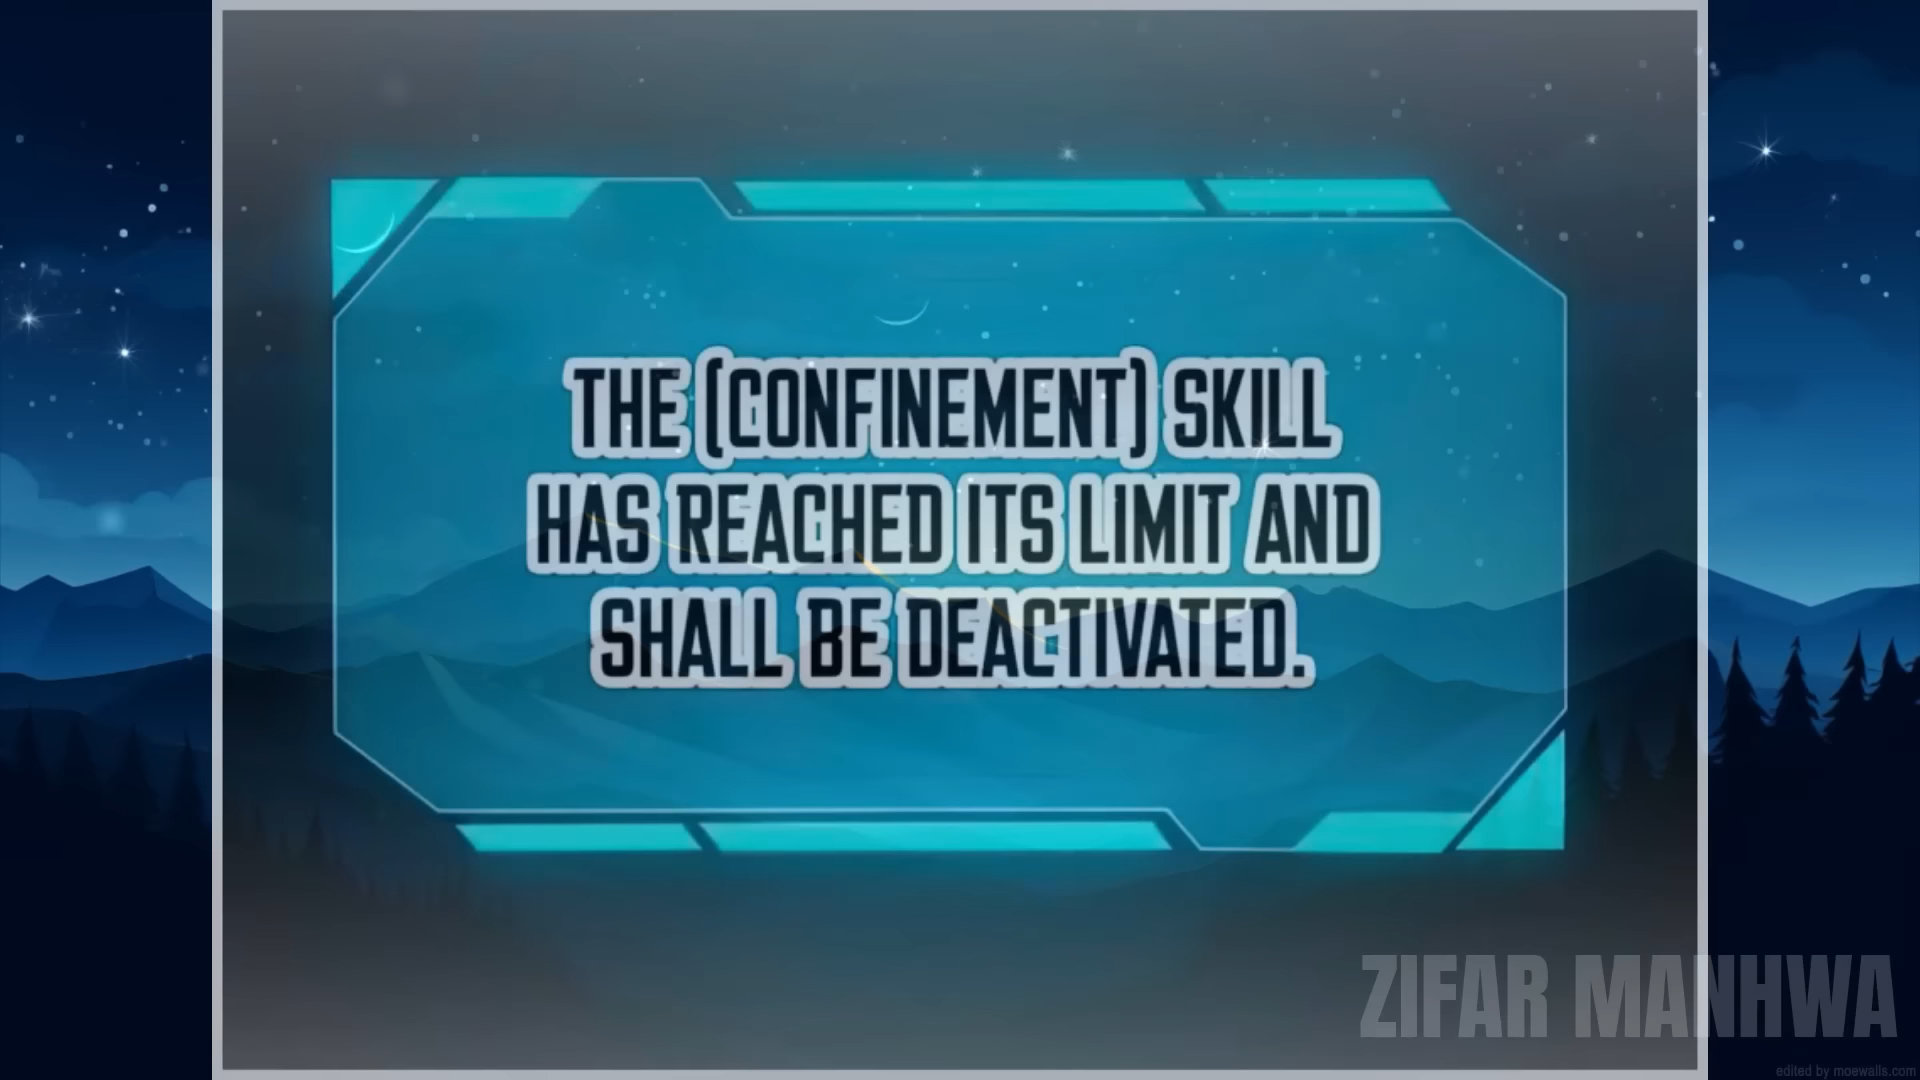 THE (CONFINEMENT) SKILL
HAS REACHED ITS LIMIT AND
SHALL BE DEACTIVATED.
ZIFAR MANHWA
edited by moewalls.com